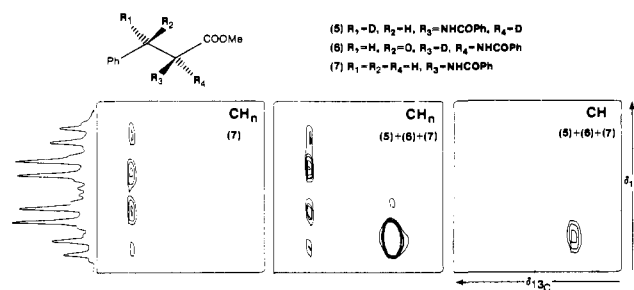 R₁ R₂
Ph COOMe
R₃ R₄
(5) R₁=D, R₂=H, R₃=NHCOPh, R₄=D
(6) R₁=H, R₂=D, R₃=D, R₄=NHCOPh
(7) R₁=R₂=R₄=H, R₃=NHCOPh
CHn
(7)
CHn
(5)+(6)+(7)
CH
(5)+(6)+(7)
δ1
δ13C